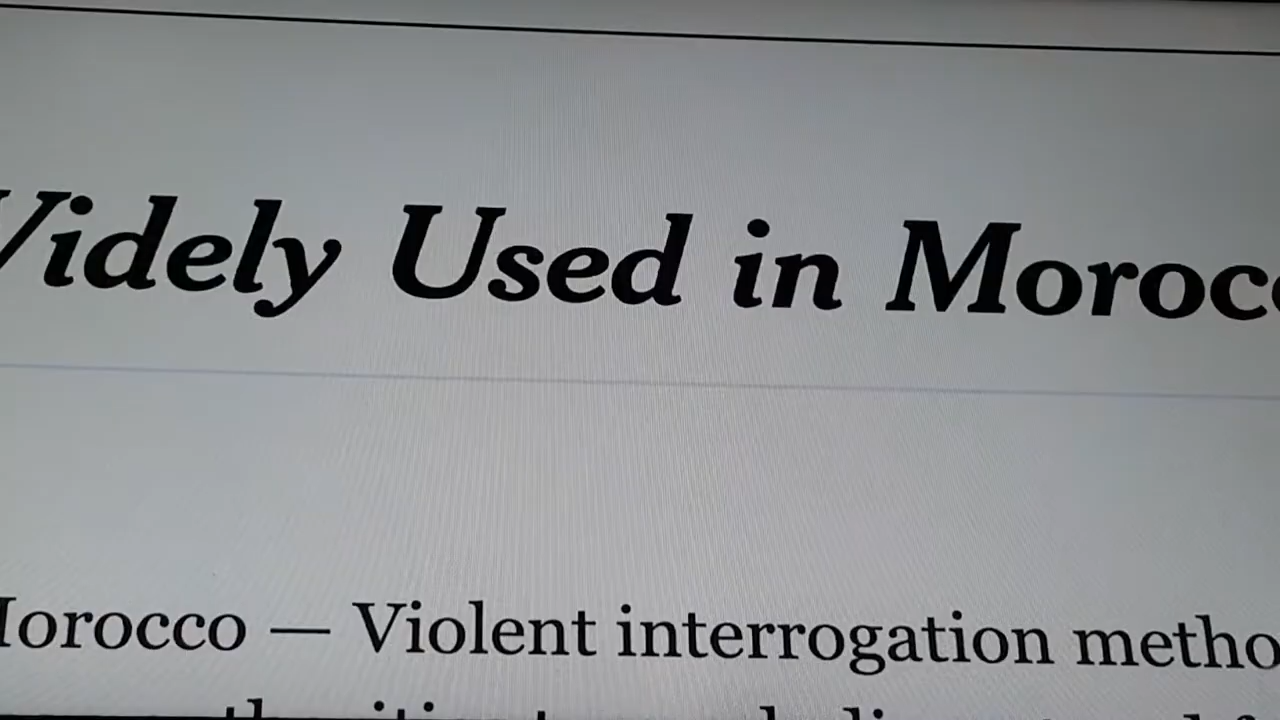 Widely Used in Morocc
Morocco — Violent interrogation metho